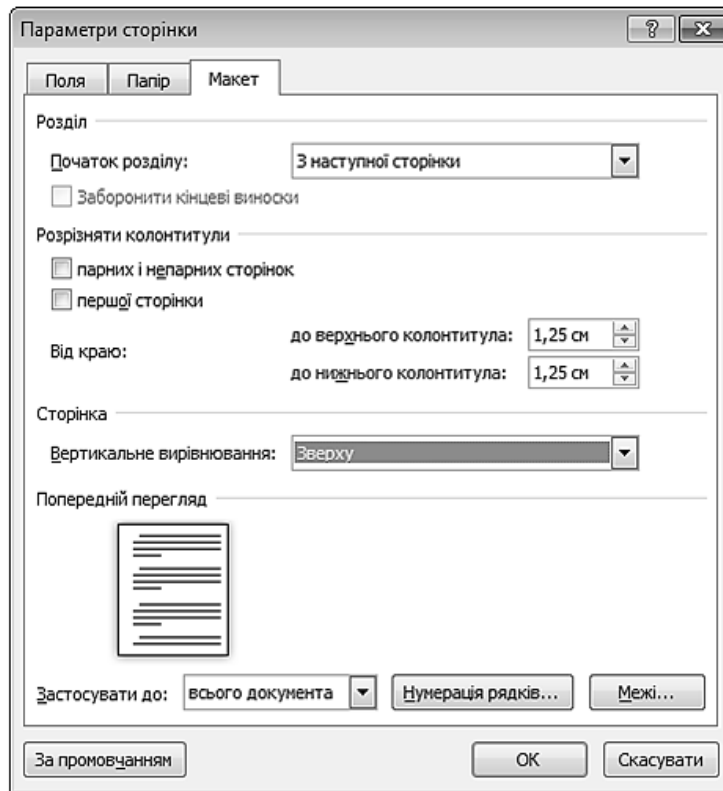 Параметри сторінки
Поля Папір Макет
Розділ
Початок розділу: З наступної сторінки
Заборонити кінцеві виноски
Розрізняти колонтитули
парних і непарних сторінок
першої сторінки
Від краю:
до верхнього колонтитула: 1,25 см
до нижнього колонтитула: 1,25 см
Сторінка
Вертикальне вирівнювання: Зверху
Попередній перегляд
Застосувати до: всього документа Нумерація рядків... Межі...
За промовчанням ОК Скасувати